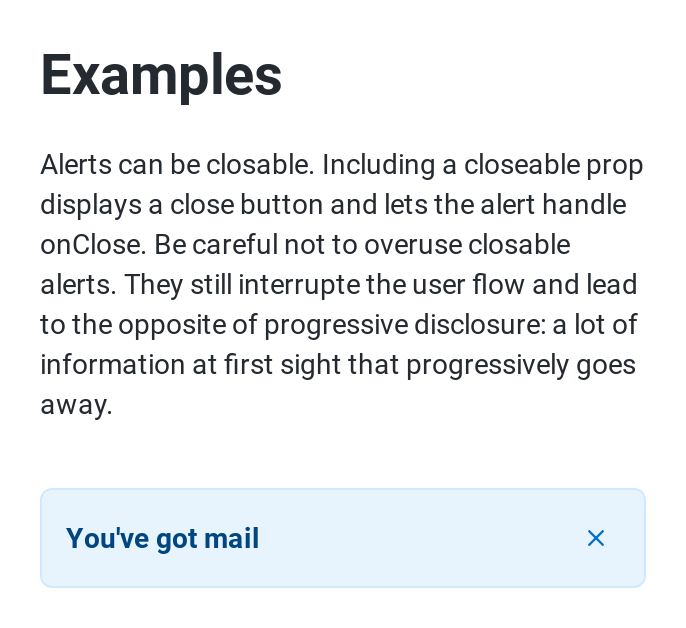 Examples
Alerts can be closable. Including a closeable prop
displays a close button and lets the alert handle
onClose. Be careful not to overuse closable
alerts. They still interrupte the user flow and lead
to the opposite of progressive disclosure: a lot of
information at first sight that progressively goes
away.
You've got mail